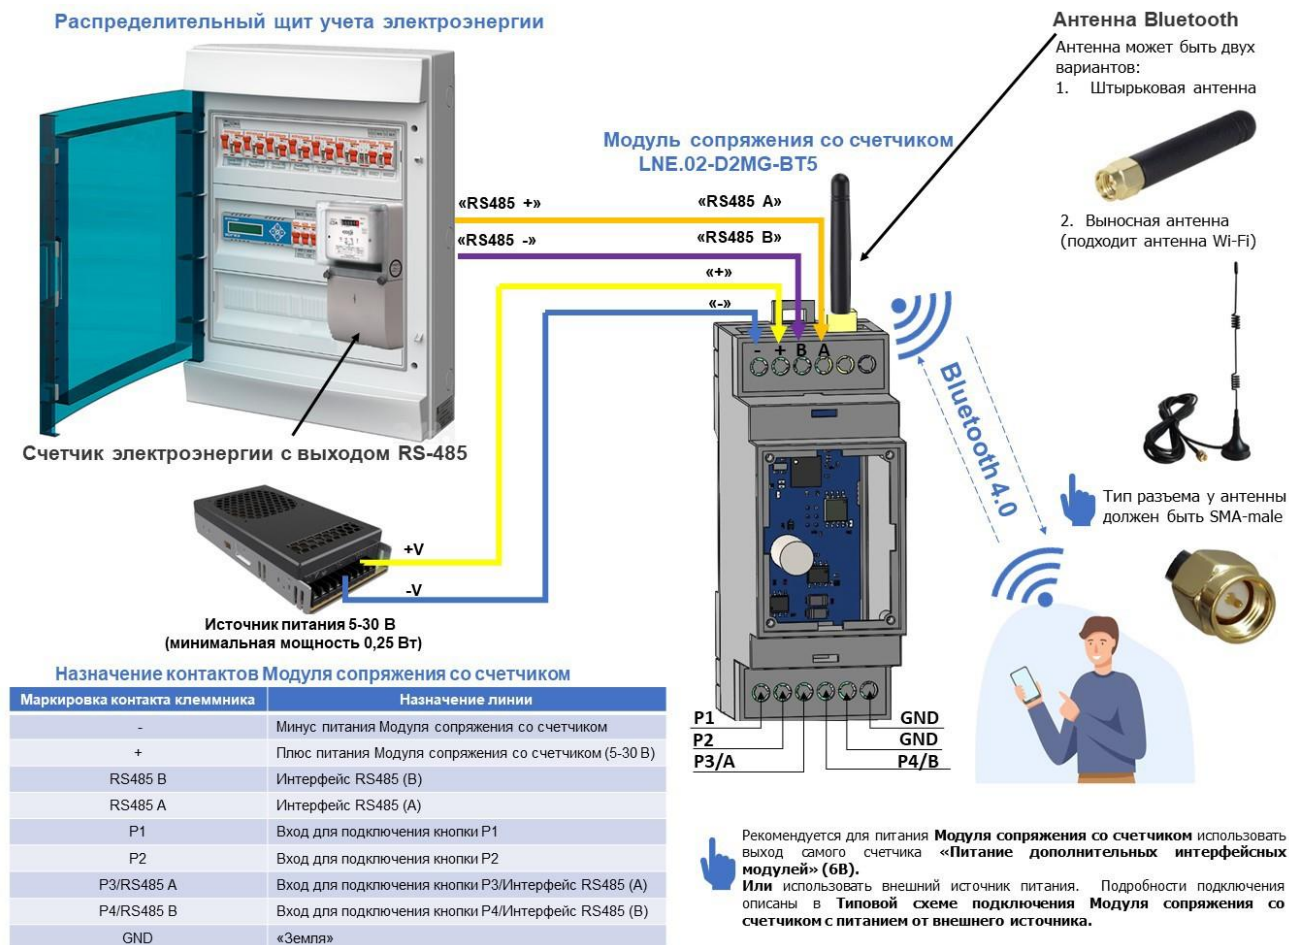 Распределительный щит учета электроэнергии
Антенна Bluetooth
Антенна может быть двух
вариантов:
1. Штырьковая антенна
2. Выносная антенна
(подходит антенна Wi-Fi)
Тип разъема у антенны
должен быть SMA-male
Модуль сопряжения со счетчиком
LNE.02-D2MG-BT5
«RS485 +»
«RS485 A»
«RS485 -»
«RS485 B»
«+»
«-»
- + B A
Bluetooth 4.0
Счетчик электроэнергии с выходом RS-485
+V
-V
Источник питания 5-30 В
(минимальная мощность 0,25 Вт)
P1
GND
P2
GND
P3/A
P4/B
Назначение контактов Модуля сопряжения со счетчиком
Маркировка контакта клеммника Назначение линии
- Минус питания Модуля сопряжения со счетчиком
+ Плюс питания Модуля сопряжения со счетчиком (5-30 В)
RS485 B Интерфейс RS485 (B)
RS485 A Интерфейс RS485 (A)
P1 Вход для подключения кнопки P1
P2 Вход для подключения кнопки P2
P3/RS485 A Вход для подключения кнопки P3/Интерфейс RS485 (A)
P4/RS485 B Вход для подключения кнопки P4/Интерфейс RS485 (B)
GND «Земля»
Рекомендуется для питания Модуля сопряжения со счетчиком использовать
выход самого счетчика «Питание дополнительных интерфейсных
модулей» (6В).
Или использовать внешний источник питания. Подробности подключения
описаны в Типовой схеме подключения Модуля сопряжения со
счетчиком с питанием от внешнего источника.